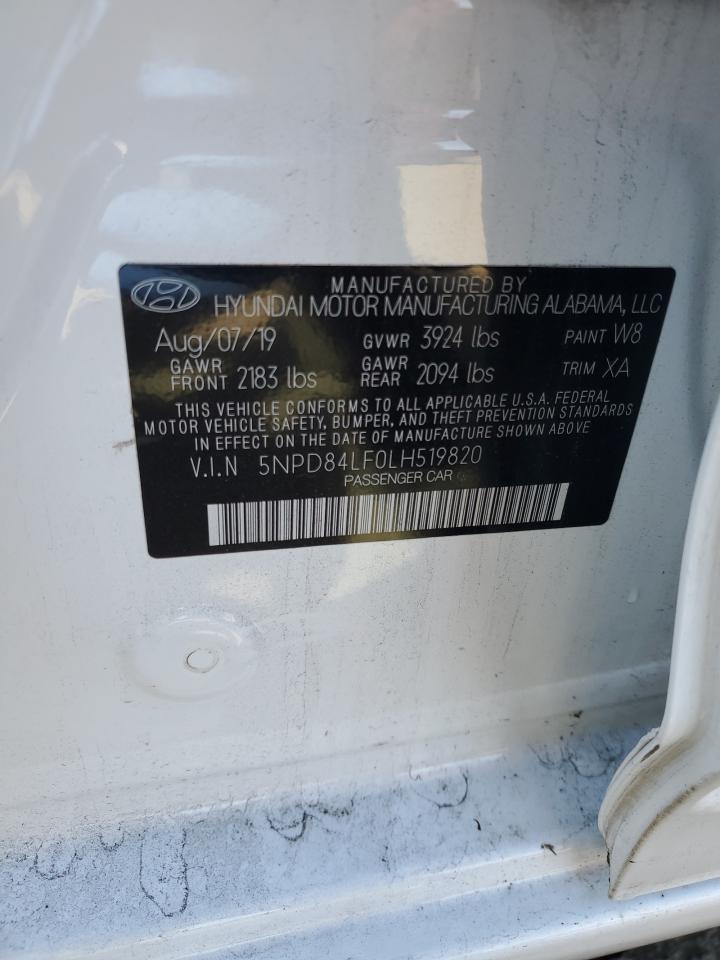 MANUFACTURED BY
HYUNDAI MOTOR MANUFACTURING ALABAMA, LLC
Aug/07/19 GVWR 3924 lbs PAINT W8
GAWR FRONT 2183 lbs GAWR REAR 2094 lbs TRIM XA
THIS VEHICLE CONFORMS TO ALL APPLICABLE U.S.A. FEDERAL
MOTOR VEHICLE SAFETY, BUMPER, AND THEFT PREVENTION STANDARDS
IN EFFECT ON THE DATE OF MANUFACTURE SHOWN ABOVE
V.I.N 5NPD84LF0LH519820
PASSENGER CAR